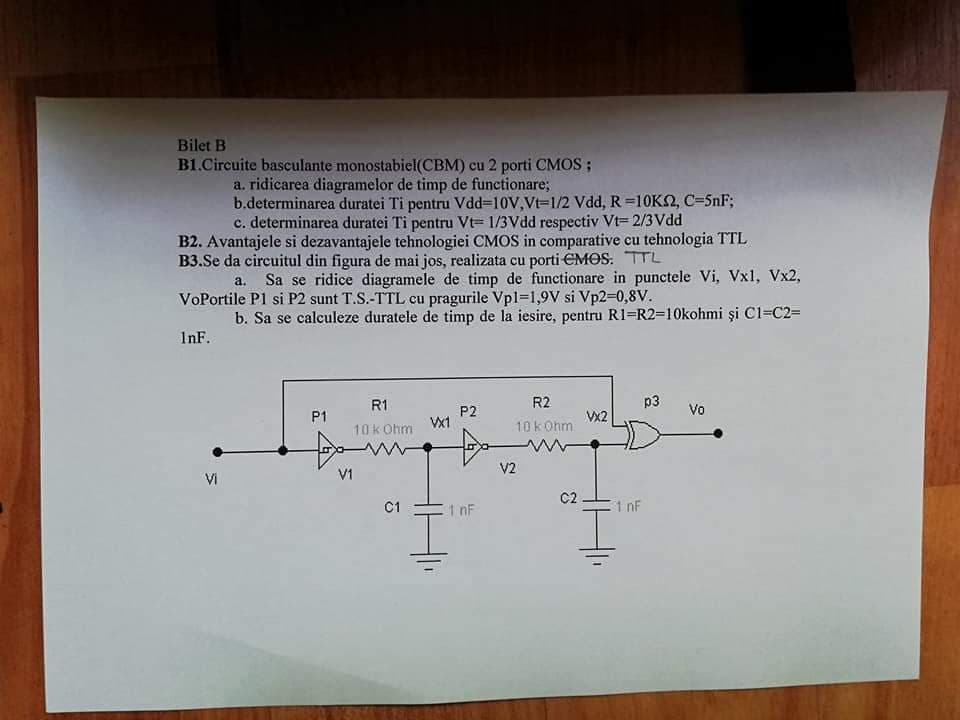 Bilet B
B1.Circuite basculante monostabiel(CBM) cu 2 porti CMOS ;
a. ridicarea diagramelor de timp de functionare;
b.determinarea duratei Ti pentru Vdd=10V,Vt=1/2 Vdd, R =10KΩ, C=5nF;
c. determinarea duratei Ti pentru Vt= 1/3Vdd respectiv Vt= 2/3Vdd
B2. Avantajele si dezavantajele tehnologiei CMOS in comparative cu tehnologia TTL
B3.Se da circuitul din figura de mai jos, realizata cu porti CMOS. TTL
a. Sa se ridice diagramele de timp de functionare in punctele Vi, Vx1, Vx2,
VoPortile P1 si P2 sunt T.S.-TTL cu pragurile Vp1=1,9V si Vp2=0,8V.
b. Sa se calculeze duratele de timp de la iesire, pentru R1=R2=10kohmi şi C1=C2=
1nF.
P1
R1
10 k Ohm
Vx1
P2
R2
10 k Ohm
Vx2
p3
Vo
Vi
V1
V2
C1
1 nF
C2
1 nF